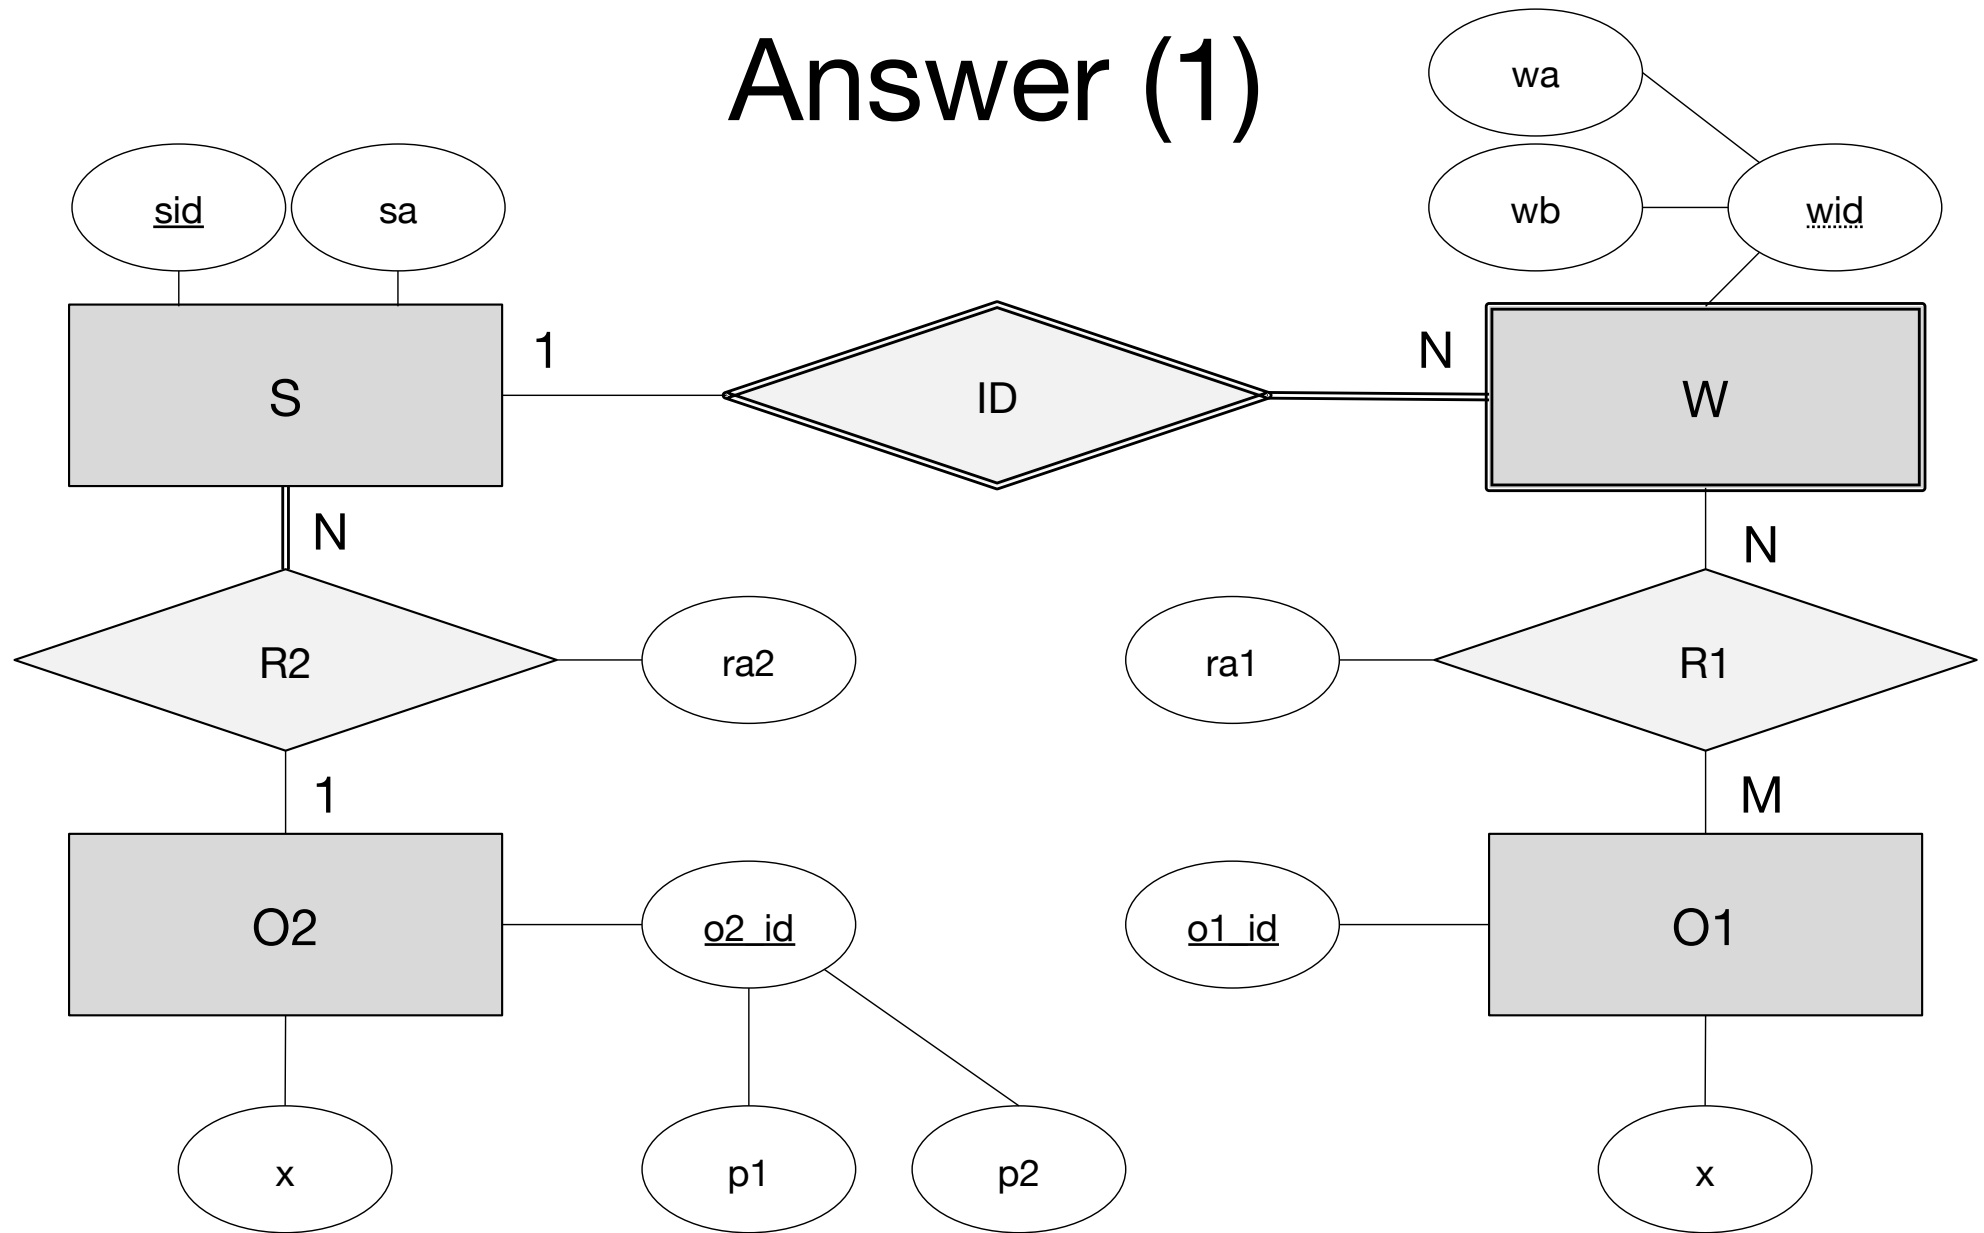 Answer (1)
wa
wb
wid
sid
sa
S
1
ID
N
W
N
N
R2
ra2
ra1
R1
1
M
O2
o2_id
o1_id
O1
x
p1
p2
x